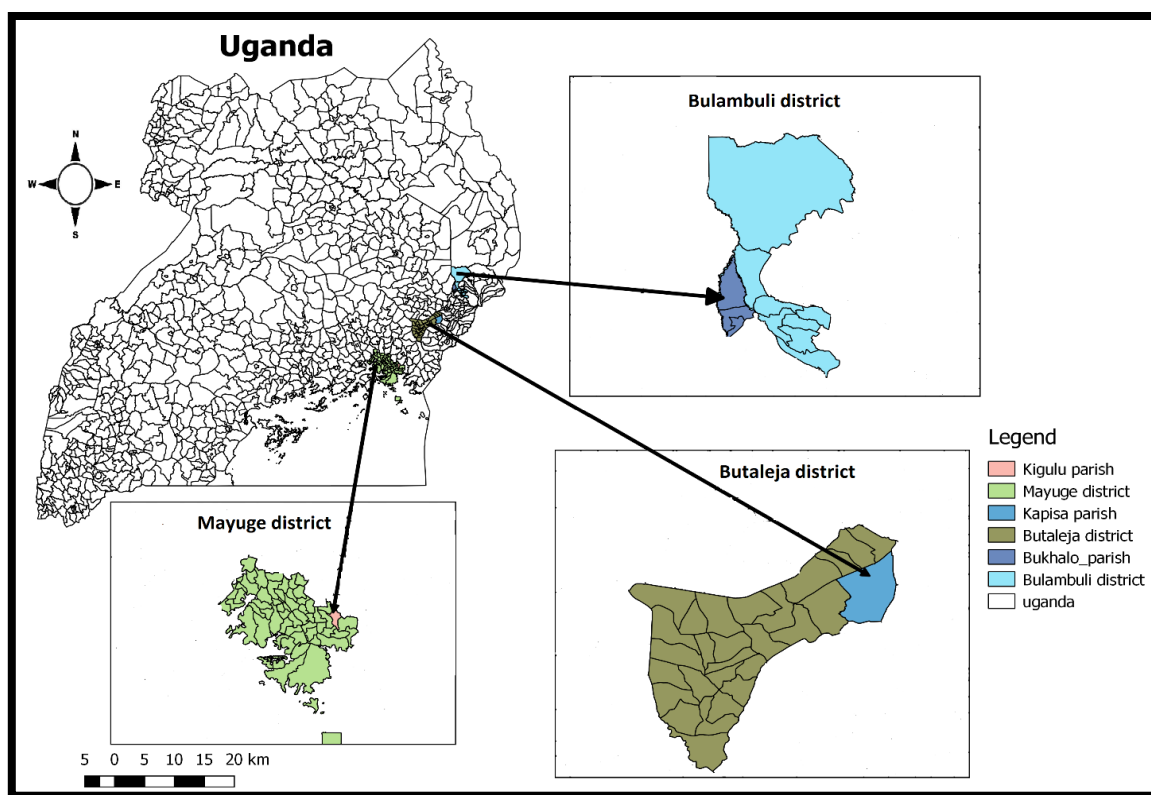 Uganda
N
W
E
S
Bulambuli district
Butaleja district
Mayuge district
Legend
Kigulu parish
Mayuge district
Kapisa parish
Butaleja district
Bukhalo_parish
Bulambuli district
uganda
5 0 5 10 15 20 km